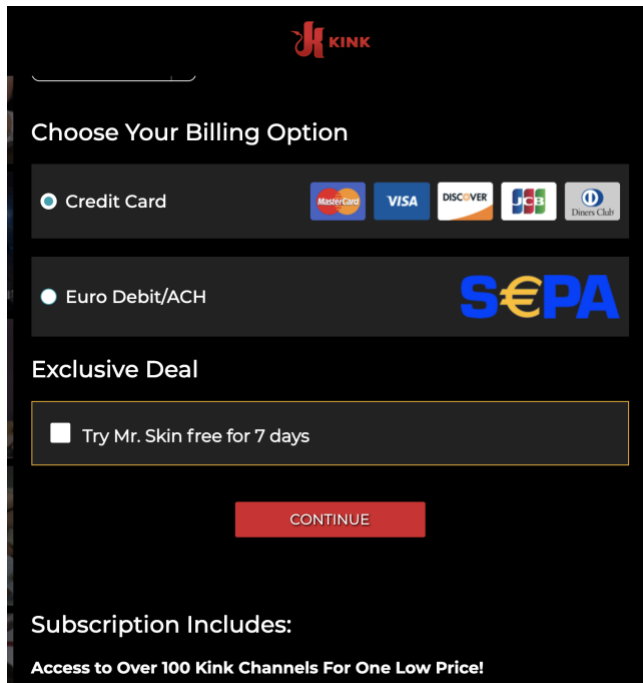 KINK
Choose Your Billing Option
Credit Card
MasterCard VISA DISCOVER JCB Diners Club
Euro Debit/ACH
S€PA
Exclusive Deal
Try Mr. Skin free for 7 days
CONTINUE
Subscription Includes:
Access to Over 100 Kink Channels For One Low Price!